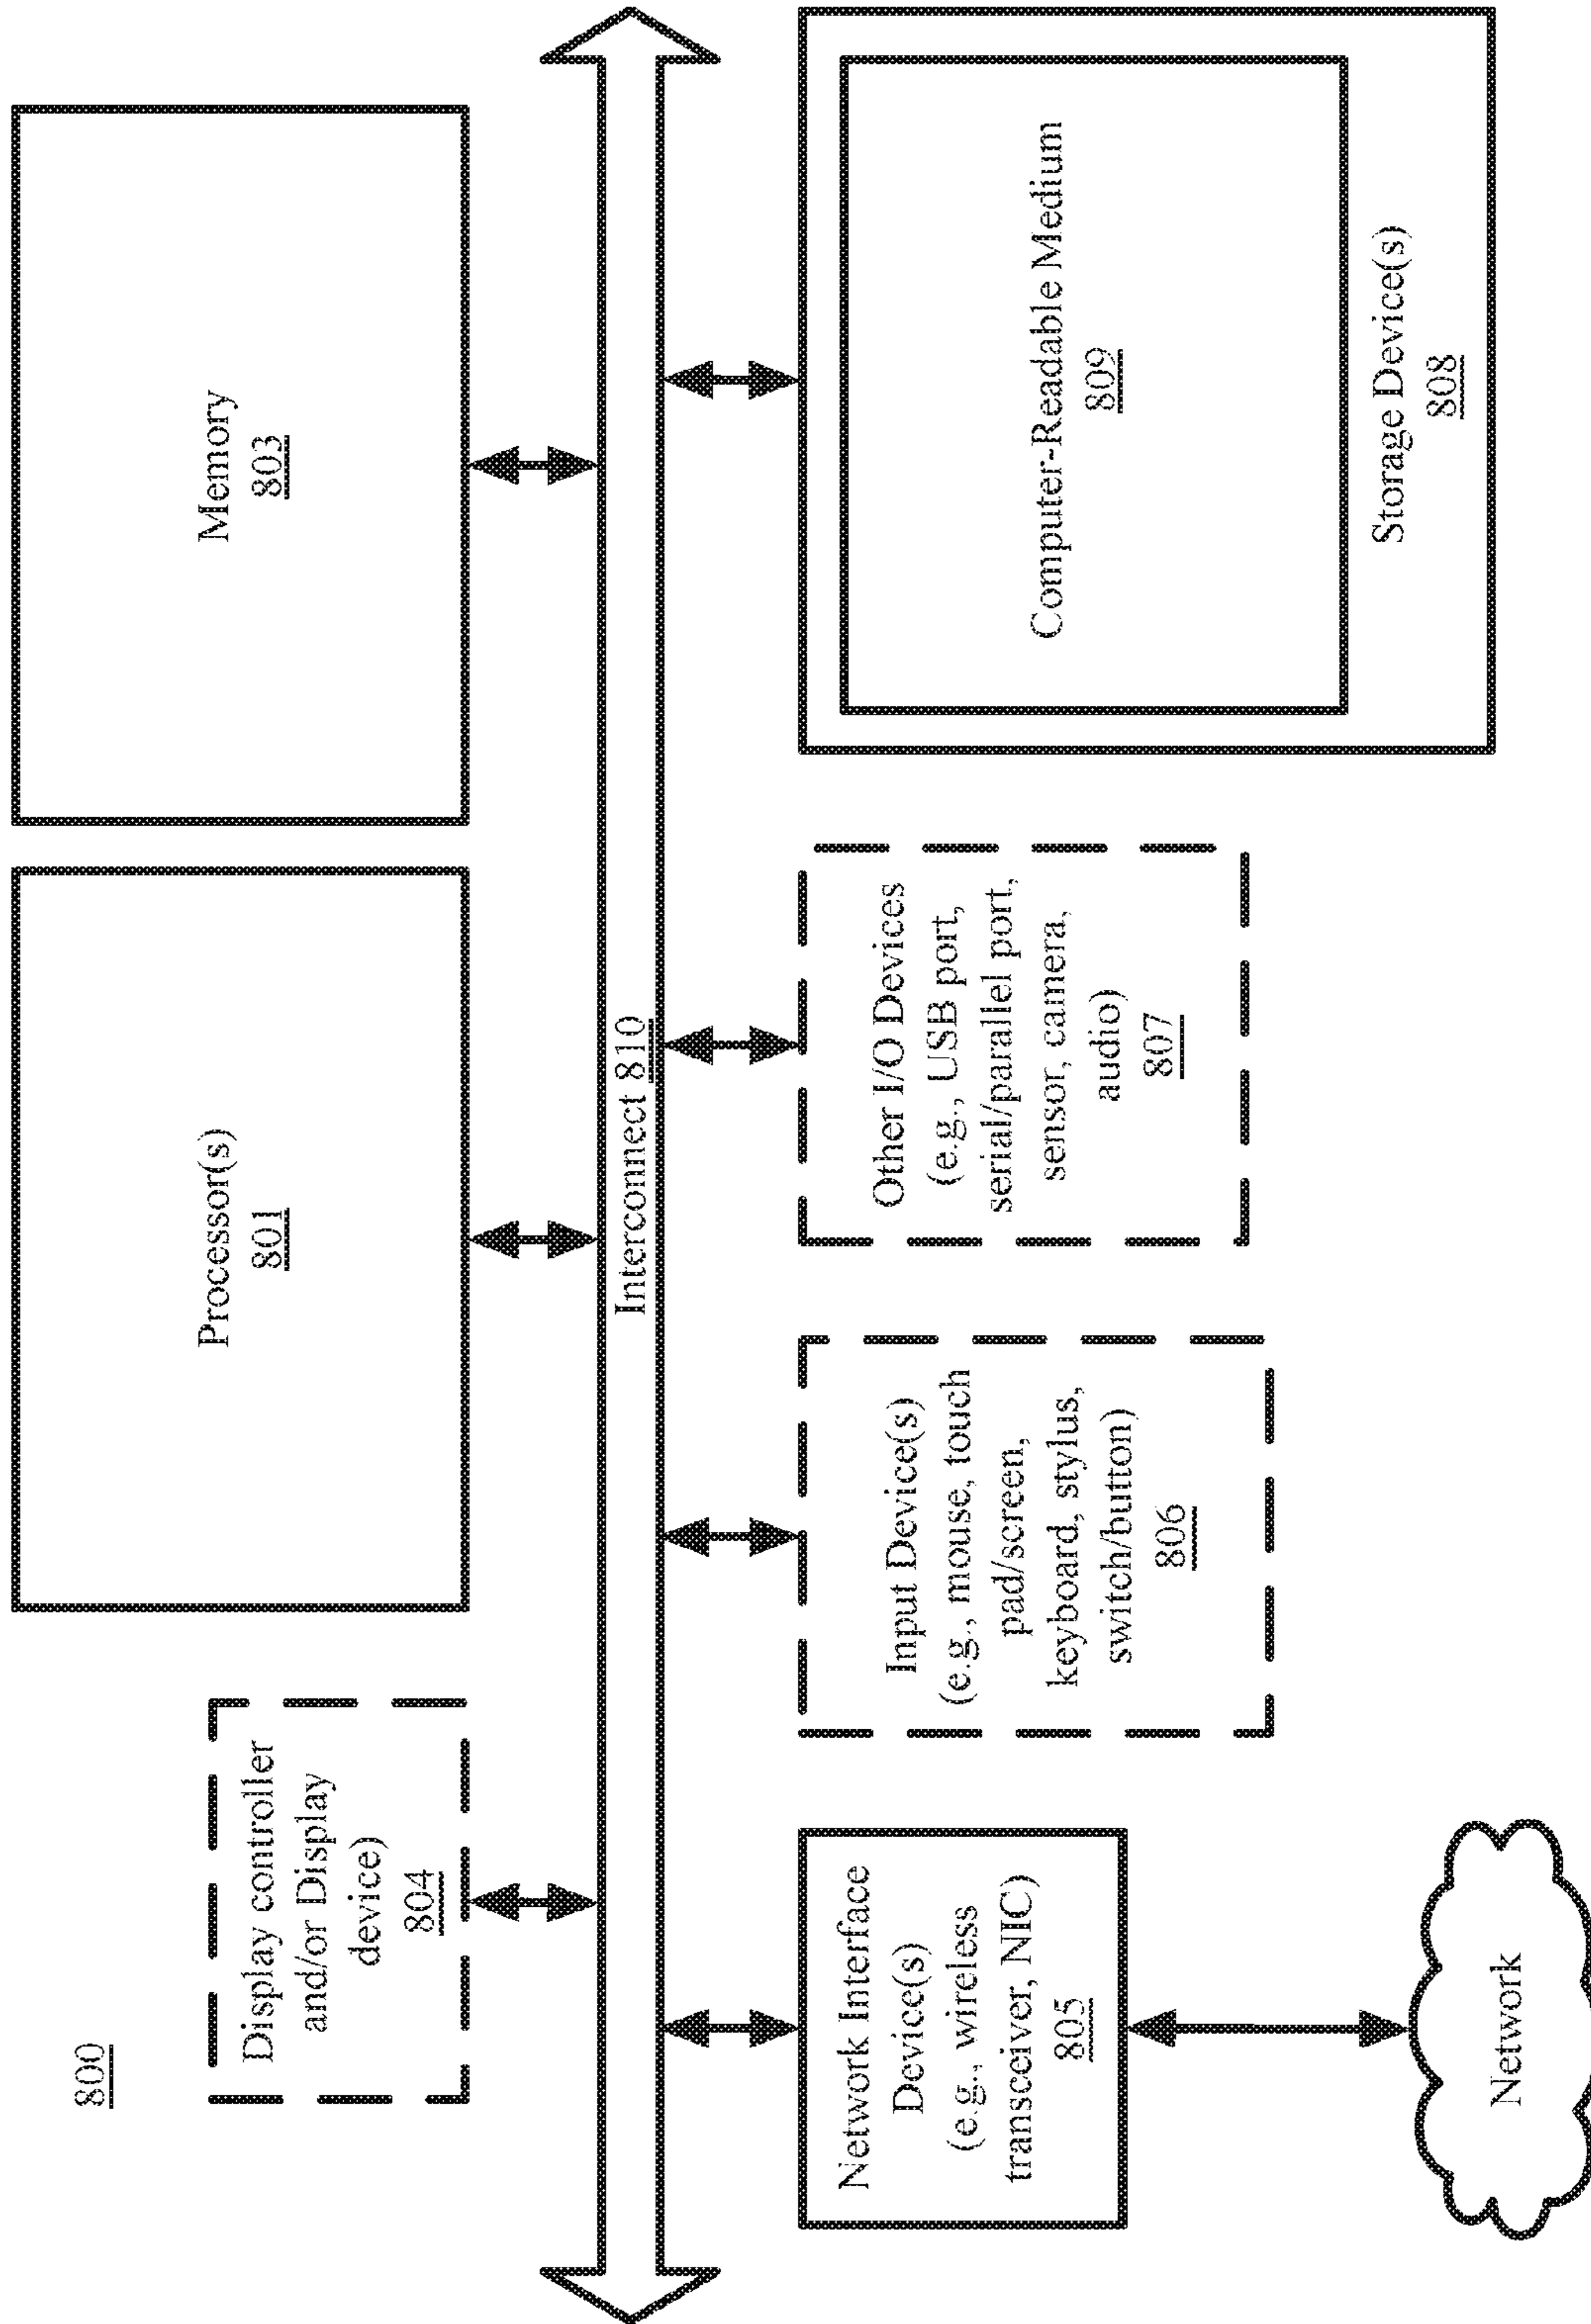 800
Display controller
and/or Display
device)
804
Processor(s)
801
Memory
803
Interconnect 810
Network Interface
Device(s)
(e.g., wireless
transceiver, NIC)
805
Input Device(s)
(e.g., mouse, touch
pad/screen,
keyboard, stylus,
switch/button)
806
Other I/O Devices
(e.g., USB port,
serial/parallel port,
sensor, camera,
audio)
807
Computer-Readable Medium
809
Storage Device(s)
808
Network